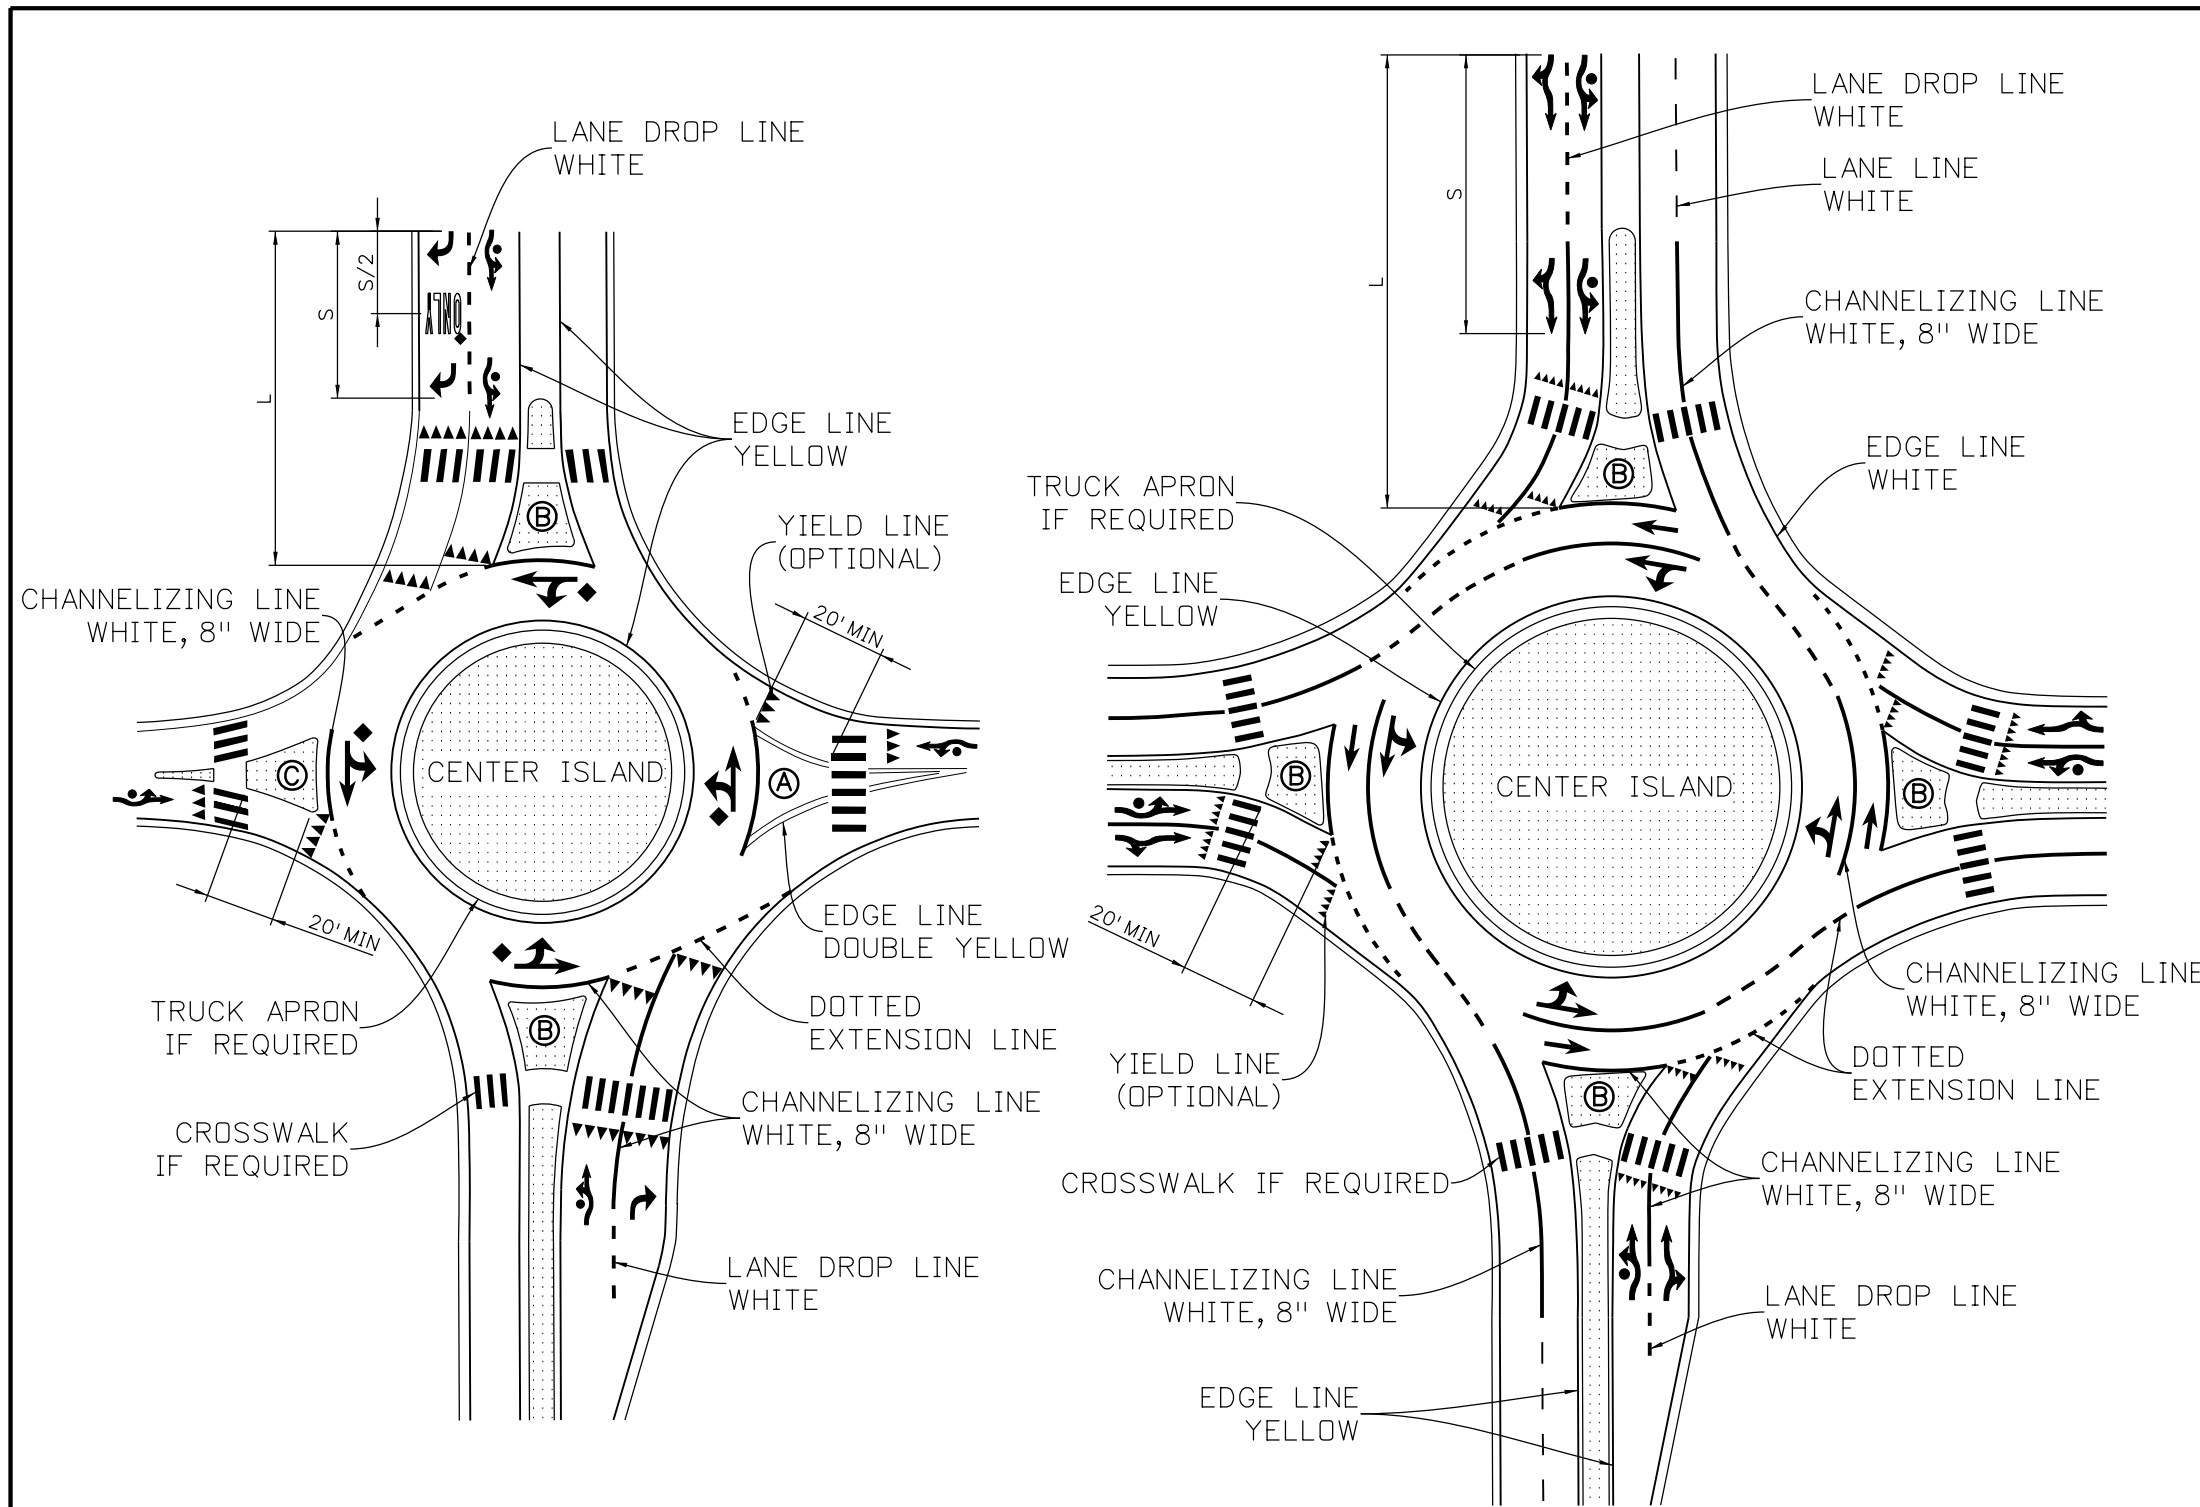 LANE DROP LINE
WHITE
S/2
S
L
ONLY
EDGE LINE
YELLOW
B
YIELD LINE
(OPTIONAL)
CHANNELIZING LINE
WHITE, 8" WIDE
20' MIN
CENTER ISLAND
C
A
20' MIN
EDGE LINE
DOUBLE YELLOW
TRUCK APRON
IF REQUIRED
B
DOTTED
EXTENSION LINE
CHANNELIZING LINE
WHITE, 8" WIDE
CROSSWALK
IF REQUIRED
LANE DROP LINE
WHITE
LANE DROP LINE
WHITE
LANE LINE
WHITE
S
L
CHANNELIZING LINE
WHITE, 8" WIDE
EDGE LINE
WHITE
B
TRUCK APRON
IF REQUIRED
EDGE LINE
YELLOW
CENTER ISLAND
B
B
20' MIN
CHANNELIZING LINE
WHITE, 8" WIDE
YIELD LINE
(OPTIONAL)
DOTTED
EXTENSION LINE
B
CROSSWALK IF REQUIRED
CHANNELIZING LINE
WHITE, 8" WIDE
CHANNELIZING LINE
WHITE, 8" WIDE
LANE DROP LINE
WHITE
EDGE LINE
YELLOW